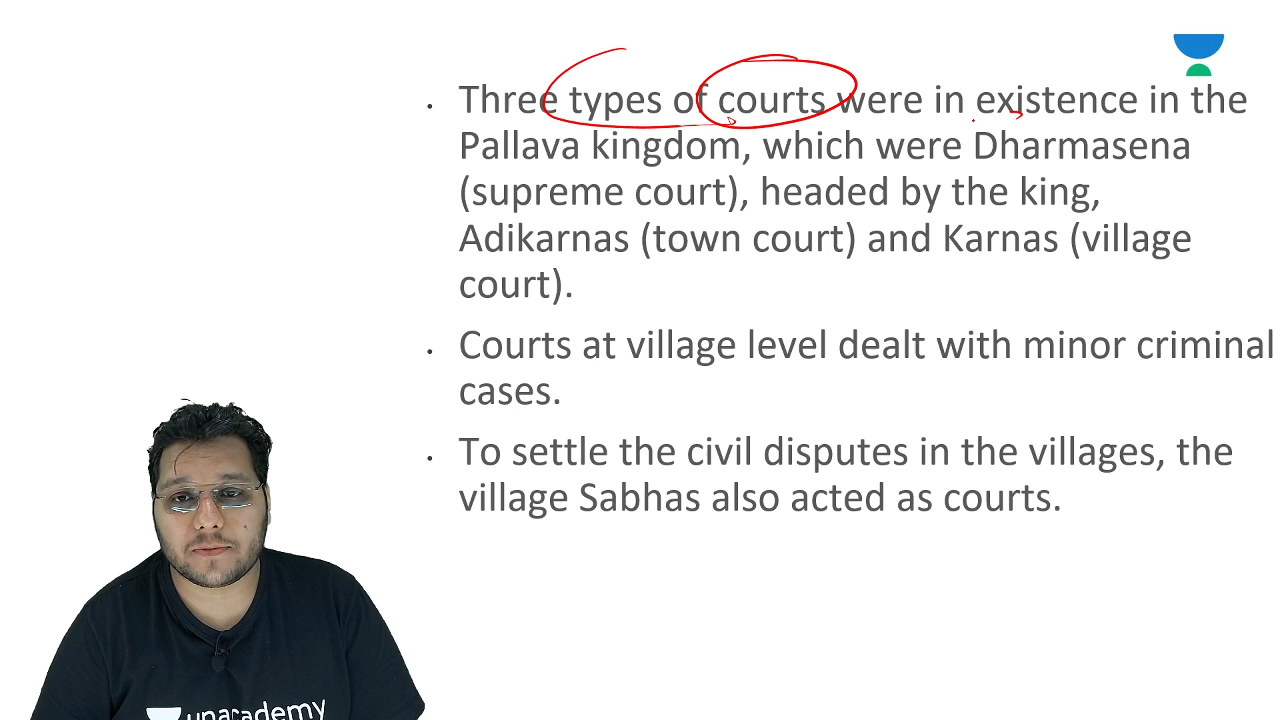 Three types of courts were in existence in the
Pallava kingdom, which were Dharmasena
(supreme court), headed by the king,
Adikarnas (town court) and Karnas (village
court).
Courts at village level dealt with minor criminal
cases.
To settle the civil disputes in the villages, the
village Sabhas also acted as courts.
unacademy